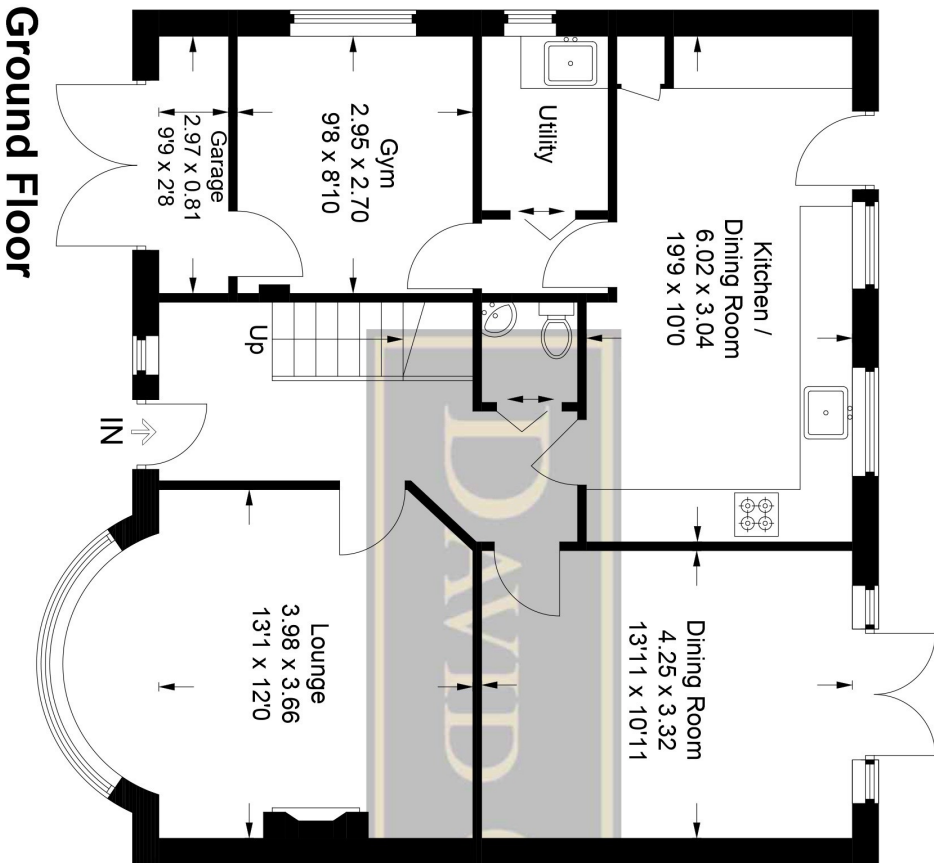 Ground Floor
Garage
2.97 x 0.81
9'9 x 2'8
Gym
2.95 x 2.70
9'8 x 8'10
Utility
Kitchen /
Dining Room
6.02 x 3.04
19'9 x 10'0
Up
IN
Lounge
3.98 x 3.66
13'1 x 12'0
Dining Room
4.25 x 3.32
13'11 x 10'11
DAVID